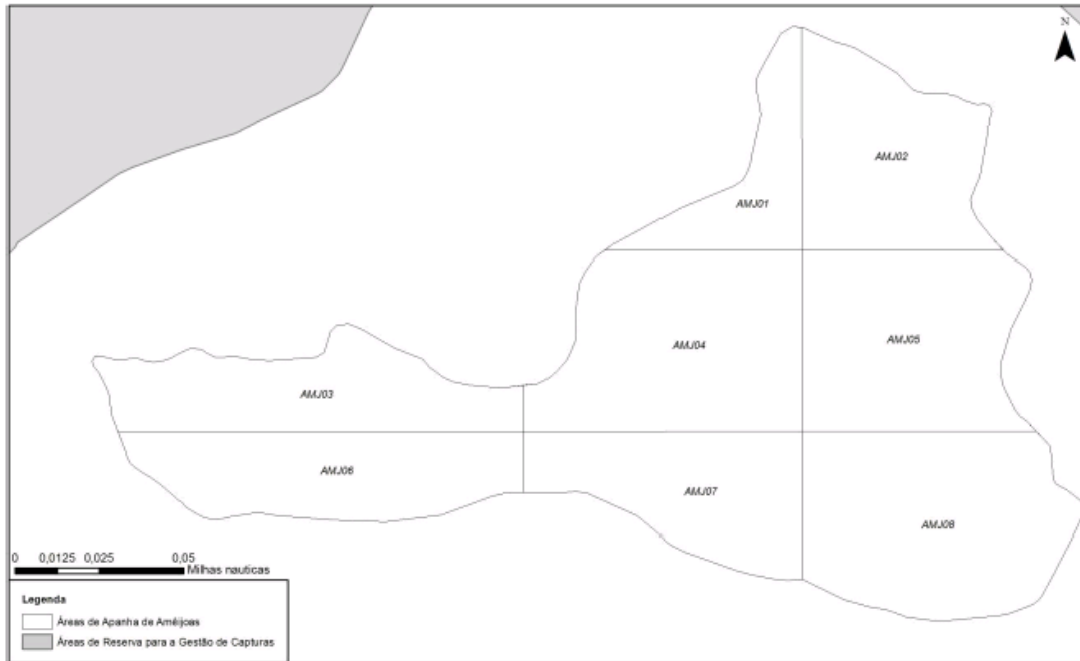 N
AMJ02
AMJ01
AMJ04
AMJ05
AMJ03
AMJ06
AMJ07
AMJ08
0 0,0125 0,025 0,05
Milhas nauticas
Legenda
Áreas de Apanha de Amêijoas
Áreas de Reserva para a Gestão de Capturas